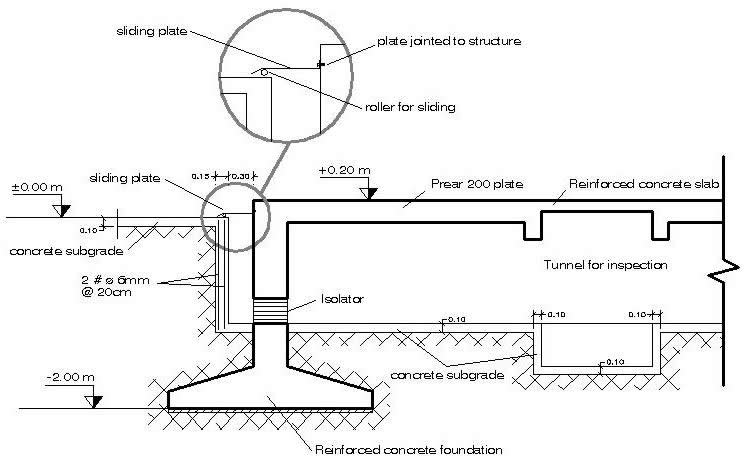 sliding plate
plate jointed to structure
roller for sliding
sliding plate
0.15
0.30
+0.20 m
±0.00 m
Prear 200 plate
Reinforced concrete slab
0.10
concrete subgrade
2 # ø 6mm
@ 20cm
Tunnel for inspection
Isolator
0.10
0.10
0.10
0.10
concrete subgrade
-2.00 m
Reinforced concrete foundation